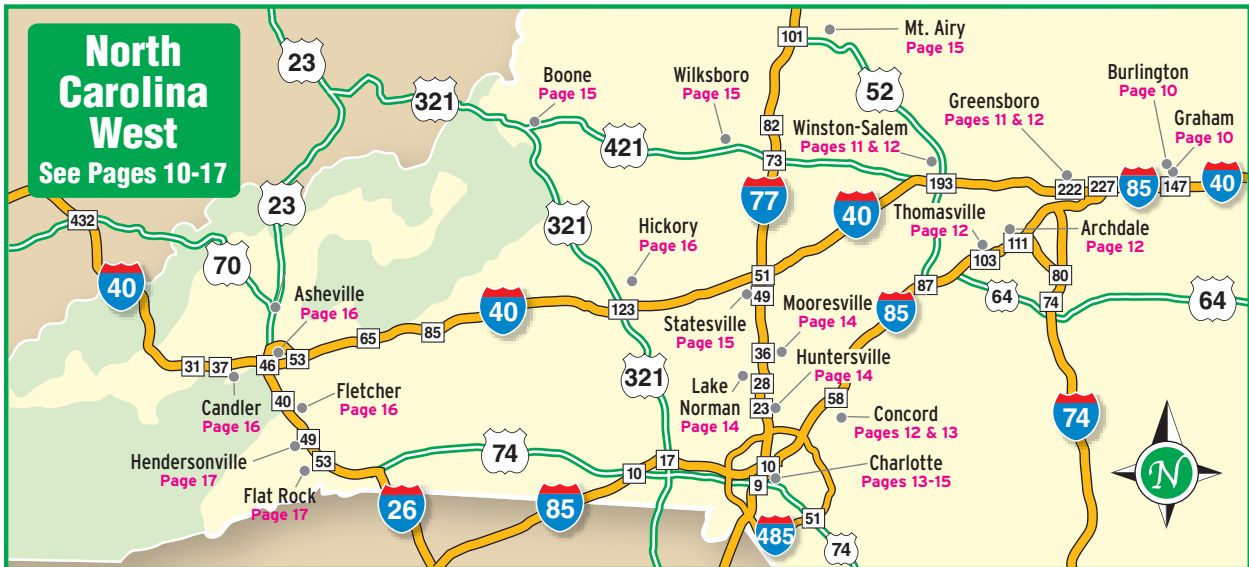 North
Carolina
West
See Pages 10-17
23
321
Boone
Page 15
Wilksboro
Page 15
101
Mt. Airy
Page 15
52
Burlington
Page 10
Graham
Page 10
Greensboro
Pages 11 & 12
Winston-Salem
Pages 11 & 12
82
421
73
193
222
227
85
147
40
77
40
23
432
321
Hickory
Page 16
Thomasville
Page 12
103
111
Archdale
Page 12
70
40
51
49
87
80
74
64
64
Asheville
Page 16
40
123
Statesville
Page 15
Mooresville
Page 14
85
65
85
31
37
46
53
36
Huntersville
Page 14
321
Lake
Norman
Page 14
28
23
58
Candler
Page 16
40
Fletcher
Page 16
Concord
Pages 12 & 13
74
49
Hendersonville
Page 17
53
74
17
10
10
9
Charlotte
Pages 13-15
Flat Rock
Page 17
26
85
485
51
74
N